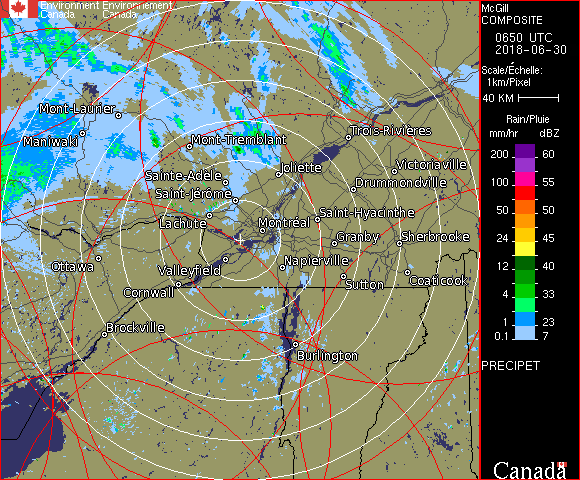 Environment Environnement
Canada Canada
McGill
COMPOSITE
0650 UTC
2018-06-30
Scale/Échelle:
1km/Pixel
40 KM
Rain/Pluie
mm/hr dBZ
200 60
100 55
50 50
24 45
12 40
4 33
1 23
0.1 7
PRECIPET
Canada
Mont-Laurier
Maniwaki
Mont-Tremblant
Trois-Rivières
Joliette
Victoriaville
Sainte-Adèle
Drummondville
Saint-Jérôme
Lachute
Saint-Hyacinthe
Montréal
Granby
Sherbrooke
Ottawa
Valleyfield
Napierville
Cornwall
Sutton
Coaticook
Brockville
Burlington